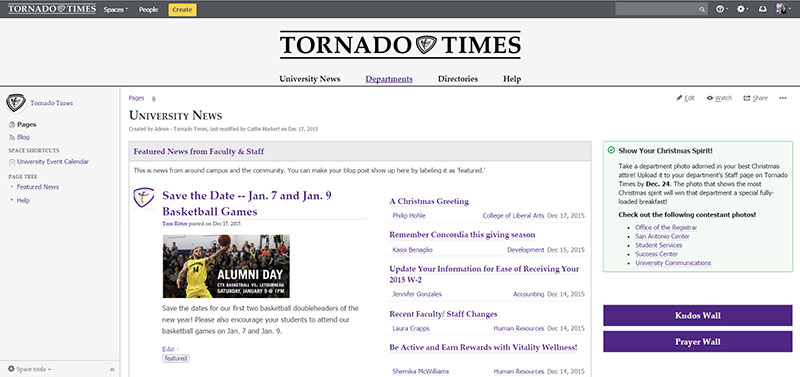 TORNADO TIMES Spaces People Create
TORNADO TIMES
University News Departments Directories Help
Tornado Times
Pages
Blog
SPACE SHORTCUTS
University Event Calendar
PAGE TREE
Featured News
Help
Space tools
Pages
Edit Watch Share
UNIVERSITY NEWS
Created by Admin - Tornado Times, last modified by Caitlin Markert on Dec 17, 2015
Featured News from Faculty & Staff
This is news from around campus and the community. You can make your blog post show up here by labeling it as 'featured.'
Save the Date -- Jan. 7 and Jan. 9
Basketball Games
Tom Ritter posted on Dec 17, 2015
ALUMNI DAY
CTX BASKETBALL VS. LETOURNEAU
SATURDAY, JANUARY 9 @ 1PM
Save the dates for our first two basketball doubleheaders of
the new year! Please also encourage your students to attend our
basketball games on Jan. 7 and Jan. 9.
Edit
featured
A Christmas Greeting
Philip Hohle College of Liberal Arts Dec 17, 2015
Remember Concordia this giving season
Kassi Benaglio Development Dec 15, 2015
Update Your Information for Ease of Receiving Your
2015 W-2
Jennifer Gonzales Accounting Dec 14, 2015
Recent Faculty/ Staff Changes
Laura Crapps Human Resources Dec 14, 2015
Be Active and Earn Rewards with Vitality Wellness!
Shemika McWilliams Human Resources Dec 14, 2015
Show Your Christmas Spirit!
Take a department photo adorned in your best Christmas
attire! Upload it to your department's Staff page on Tornado
Times by Dec. 24. The photo that shows the most
Christmas spirit will win that department a special fully-
loaded breakfast!
Check out the following contestant photos!
Office of the Registrar
San Antonio Center
Student Services
Success Center
University Communications
Kudos Wall
Prayer Wall